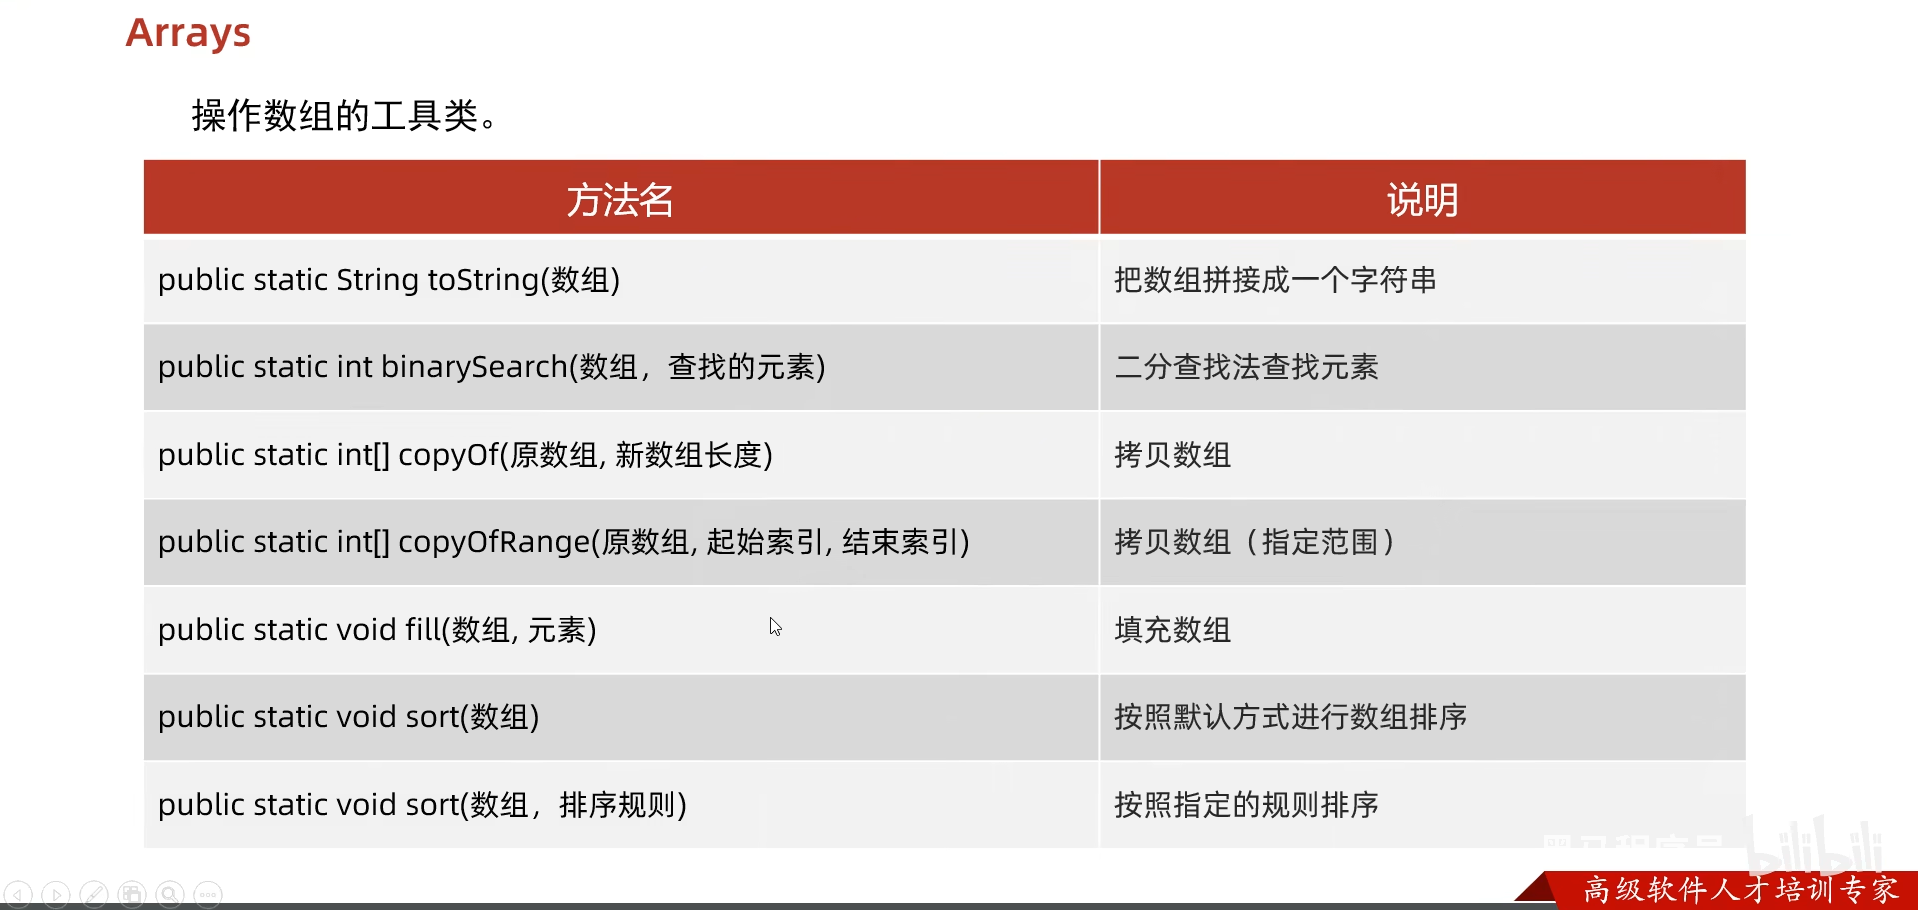 Arrays
操作数组的工具类。
方法名 说明
public static String toString(数组) 把数组拼接成一个字符串
public static int binarySearch(数组，查找的元素) 二分查找法查找元素
public static int[] copyOf(原数组, 新数组长度) 拷贝数组
public static int[] copyOfRange(原数组, 起始索引, 结束索引) 拷贝数组（指定范围）
public static void fill(数组, 元素) 填充数组
public static void sort(数组) 按照默认方式进行数组排序
public static void sort(数组，排序规则) 按照指定的规则排序
bilibili
高级软件人才培训专家